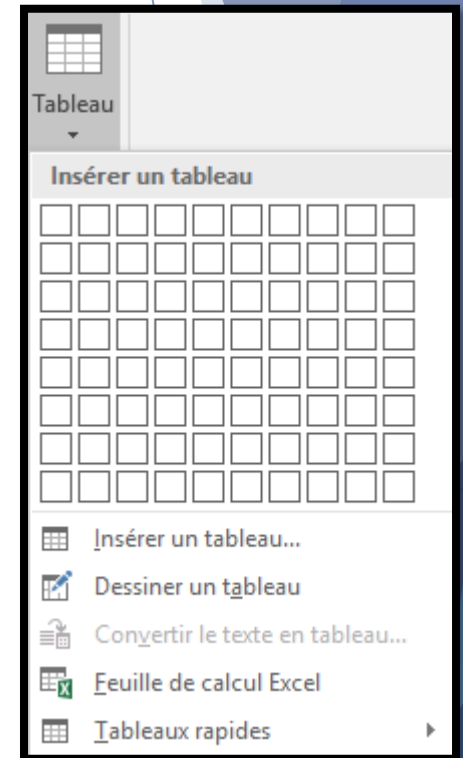 Tableau
Insérer un tableau
Insérer un tableau...
Dessiner un tableau
Convertir le texte en tableau...
Feuille de calcul Excel
Tableaux rapides